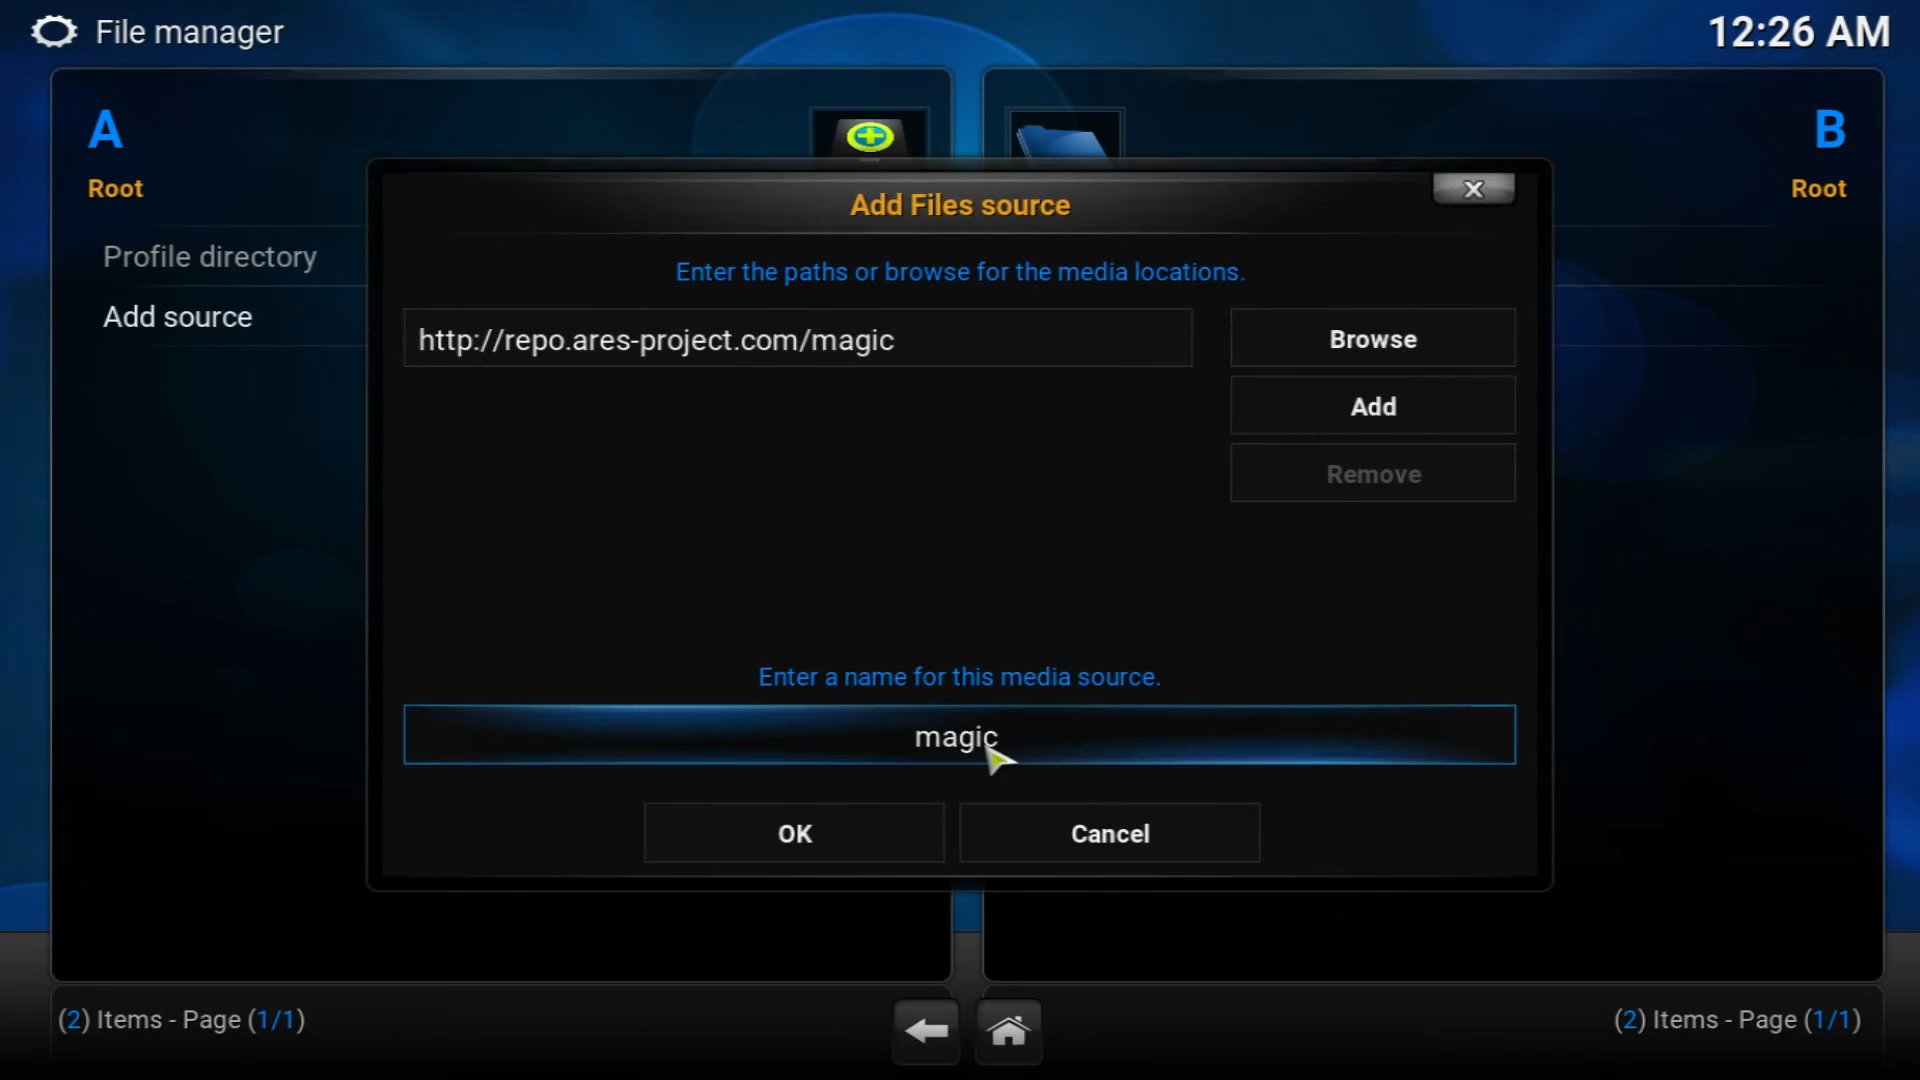 File manager
12:26 AM
A
B
Root
Root
Add Files source
x
Profile directory
Enter the paths or browse for the media locations.
Add source
http://repo.ares-project.com/magic
Browse
Add
Remove
Enter a name for this media source.
magic
OK
Cancel
(2) Items - Page (1/1)
(2) Items - Page (1/1)